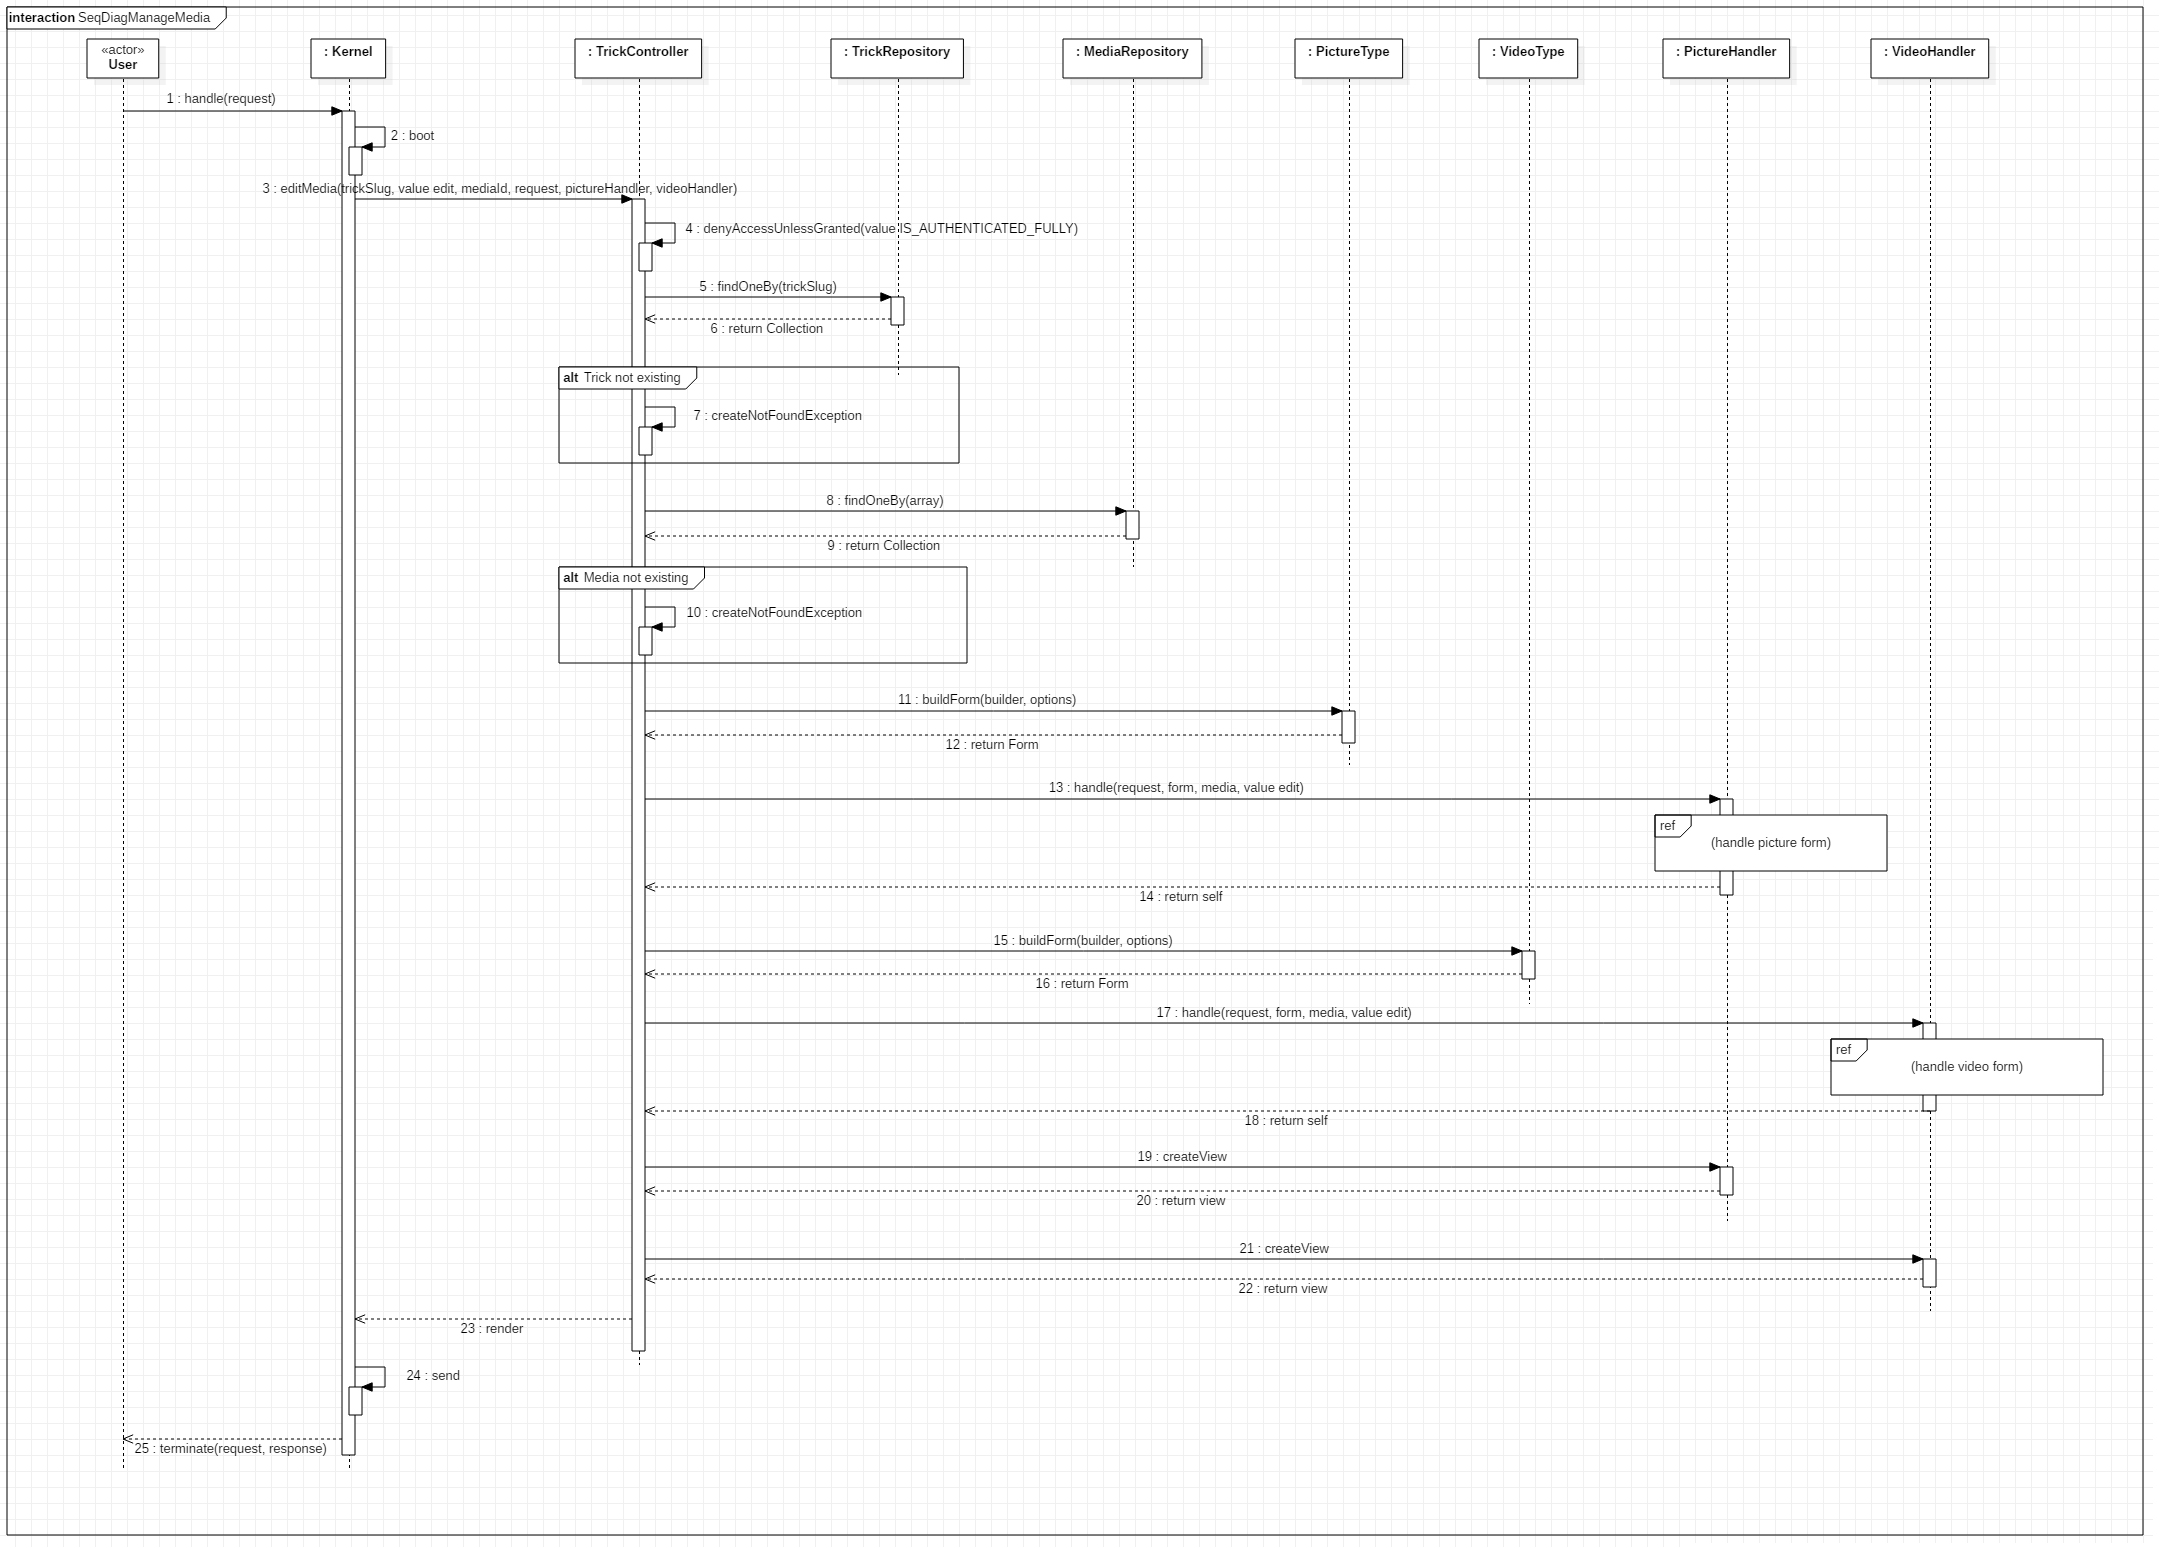 interaction SeqDiagManageMedia
«actor»
User
: Kernel
: TrickController
: TrickRepository
: MediaRepository
: PictureType
: VideoType
: PictureHandler
: VideoHandler
1 : handle(request)
2 : boot
3 : editMedia(trickSlug, value edit, mediaId, request, pictureHandler, videoHandler)
4 : denyAccessUnlessGranted(value IS_AUTHENTICATED_FULLY)
5 : findOneBy(trickSlug)
6 : return Collection
alt Trick not existing
7 : createNotFoundException
8 : findOneBy(array)
9 : return Collection
alt Media not existing
10 : createNotFoundException
11 : buildForm(builder, options)
12 : return Form
13 : handle(request, form, media, value edit)
ref
(handle picture form)
14 : return self
15 : buildForm(builder, options)
16 : return Form
17 : handle(request, form, media, value edit)
ref
(handle video form)
18 : return self
19 : createView
20 : return view
21 : createView
22 : return view
23 : render
24 : send
25 : terminate(request, response)